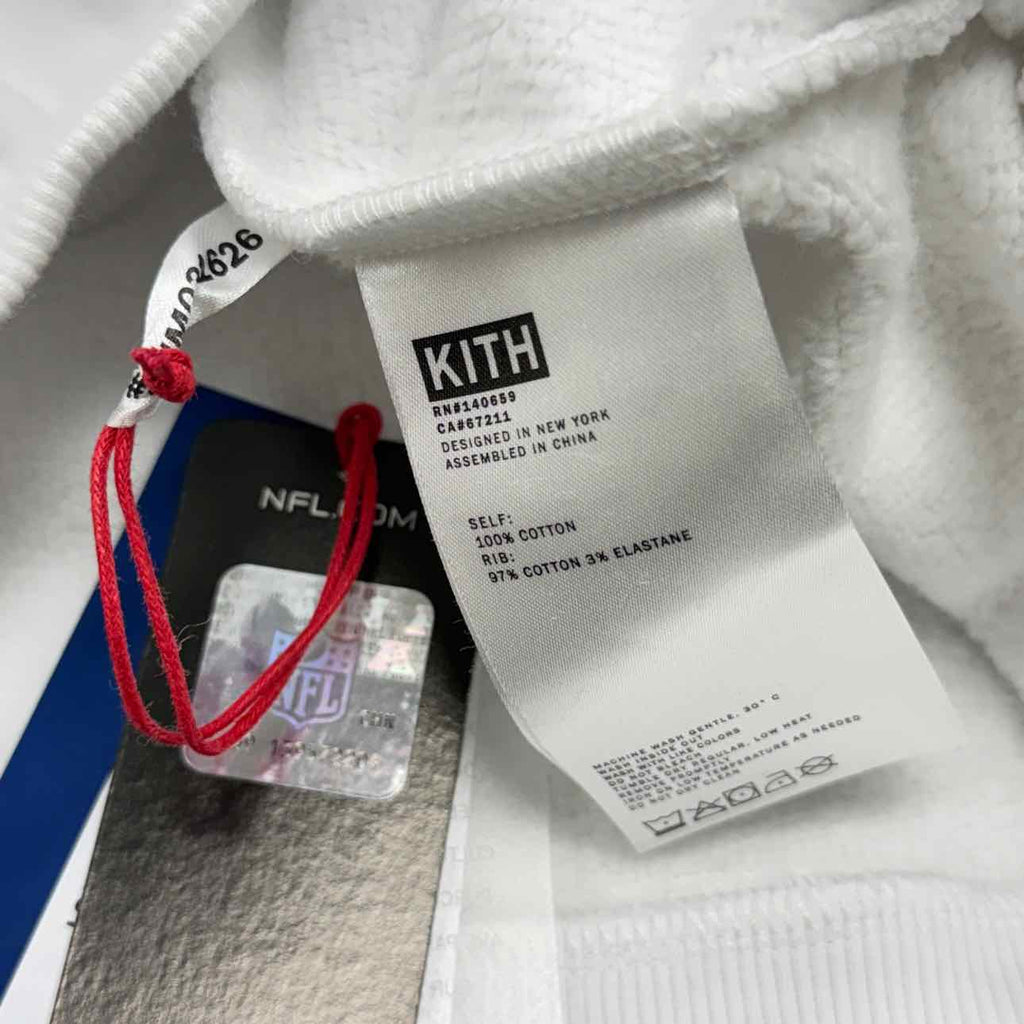 KITH
RN#140659
CA#67211
DESIGNED IN NEW YORK
ASSEMBLED IN CHINA
SELF:
100% COTTON
RIB:
97% COTTON 3% ELASTANE
MACHINE WASH GENTLE, 30° C
WASH INSIDE OUT
WASH WITH LIKE COLORS
DO NOT BLEACH
TUMBLE DRY REGULAR, LOW HEAT
REMOVE PROMPTLY
IRON ON LOW TEMPERATURE AS NEEDED
DO NOT DRY CLEAN
NFL.COM
NFL